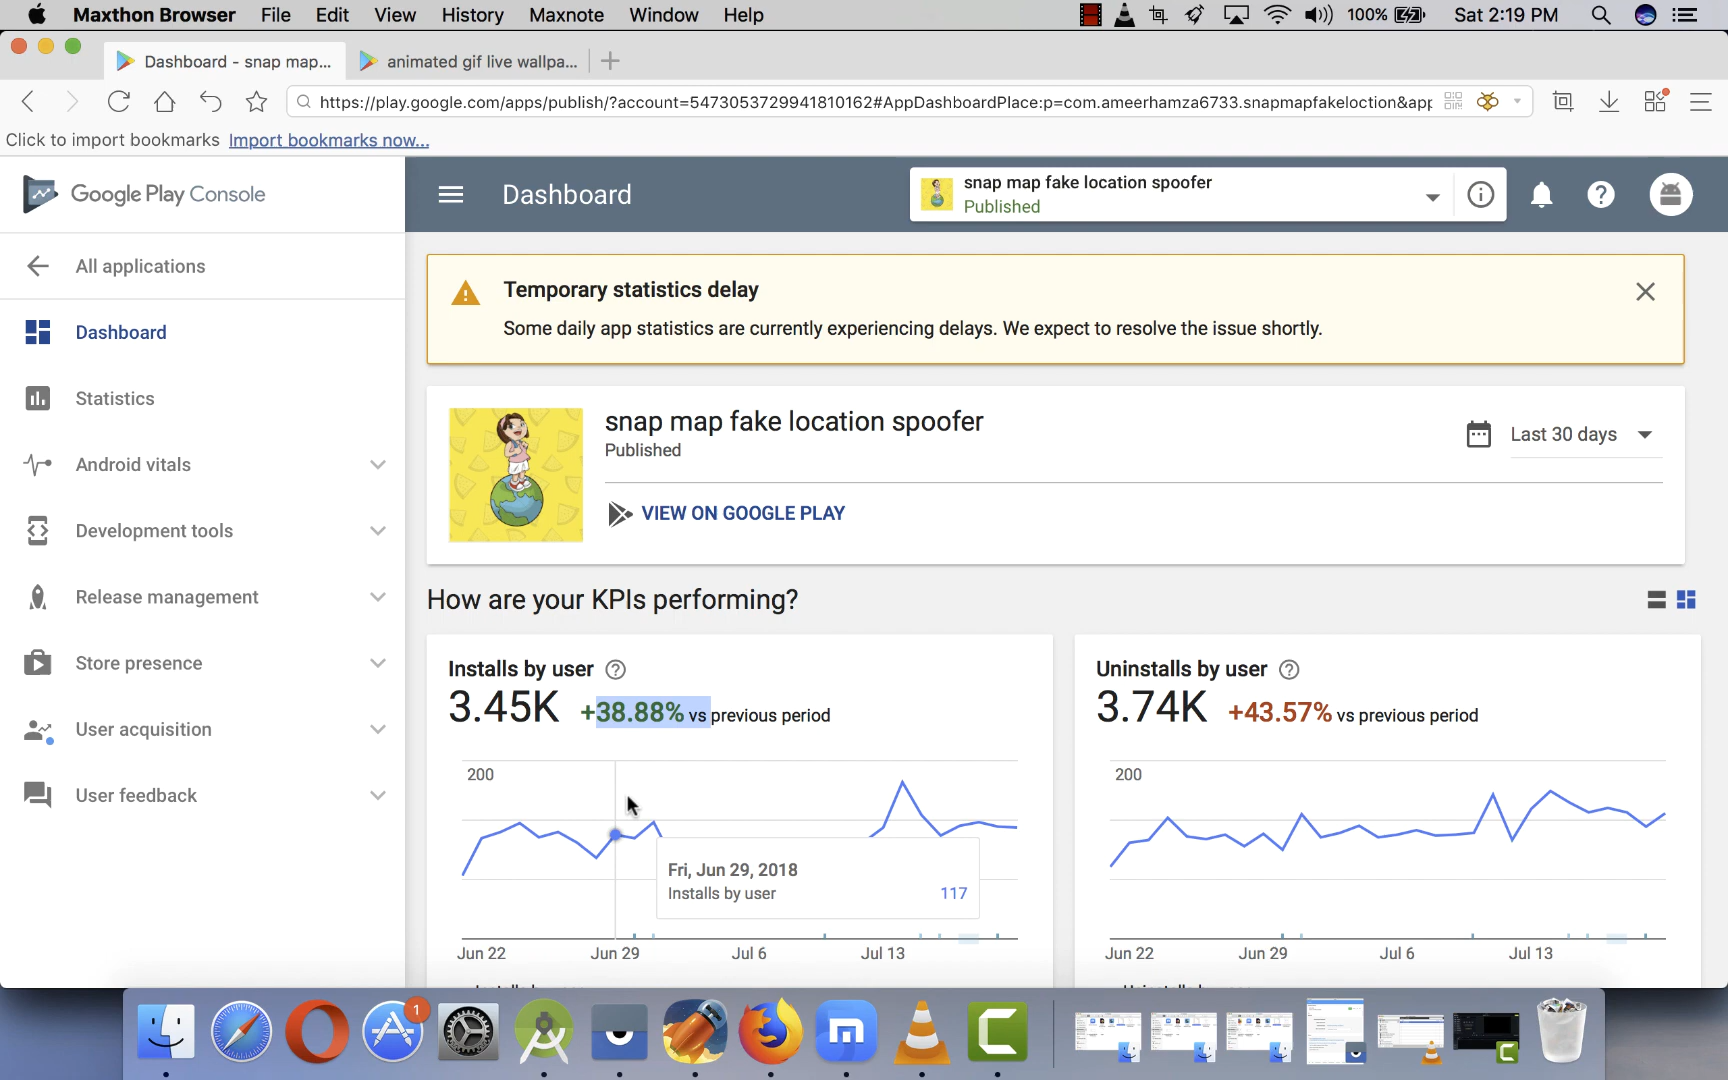 Maxthon Browser File Edit View History Maxnote Window Help 100% Sat 2:19 PM
Dashboard - snap map... animated gif live wallpa...
https://play.google.com/apps/publish/?account=5473053729941810162#AppDashboardPlace:p=com.ameerhamza6733.snapmapfakeloction&app
Click to import bookmarks Import bookmarks now...
Google Play Console
Dashboard
snap map fake location spoofer
Published
All applications
Dashboard
Statistics
Android vitals
Development tools
Release management
Store presence
User acquisition
User feedback
Temporary statistics delay
Some daily app statistics are currently experiencing delays. We expect to resolve the issue shortly.
snap map fake location spoofer
Published
Last 30 days
VIEW ON GOOGLE PLAY
How are your KPIs performing?
Installs by user
3.45K +38.88% vs previous period
200
Fri, Jun 29, 2018
Installs by user 117
Jun 22 Jun 29 Jul 6 Jul 13
Uninstalls by user
3.74K +43.57% vs previous period
200
Jun 22 Jun 29 Jul 6 Jul 13
1